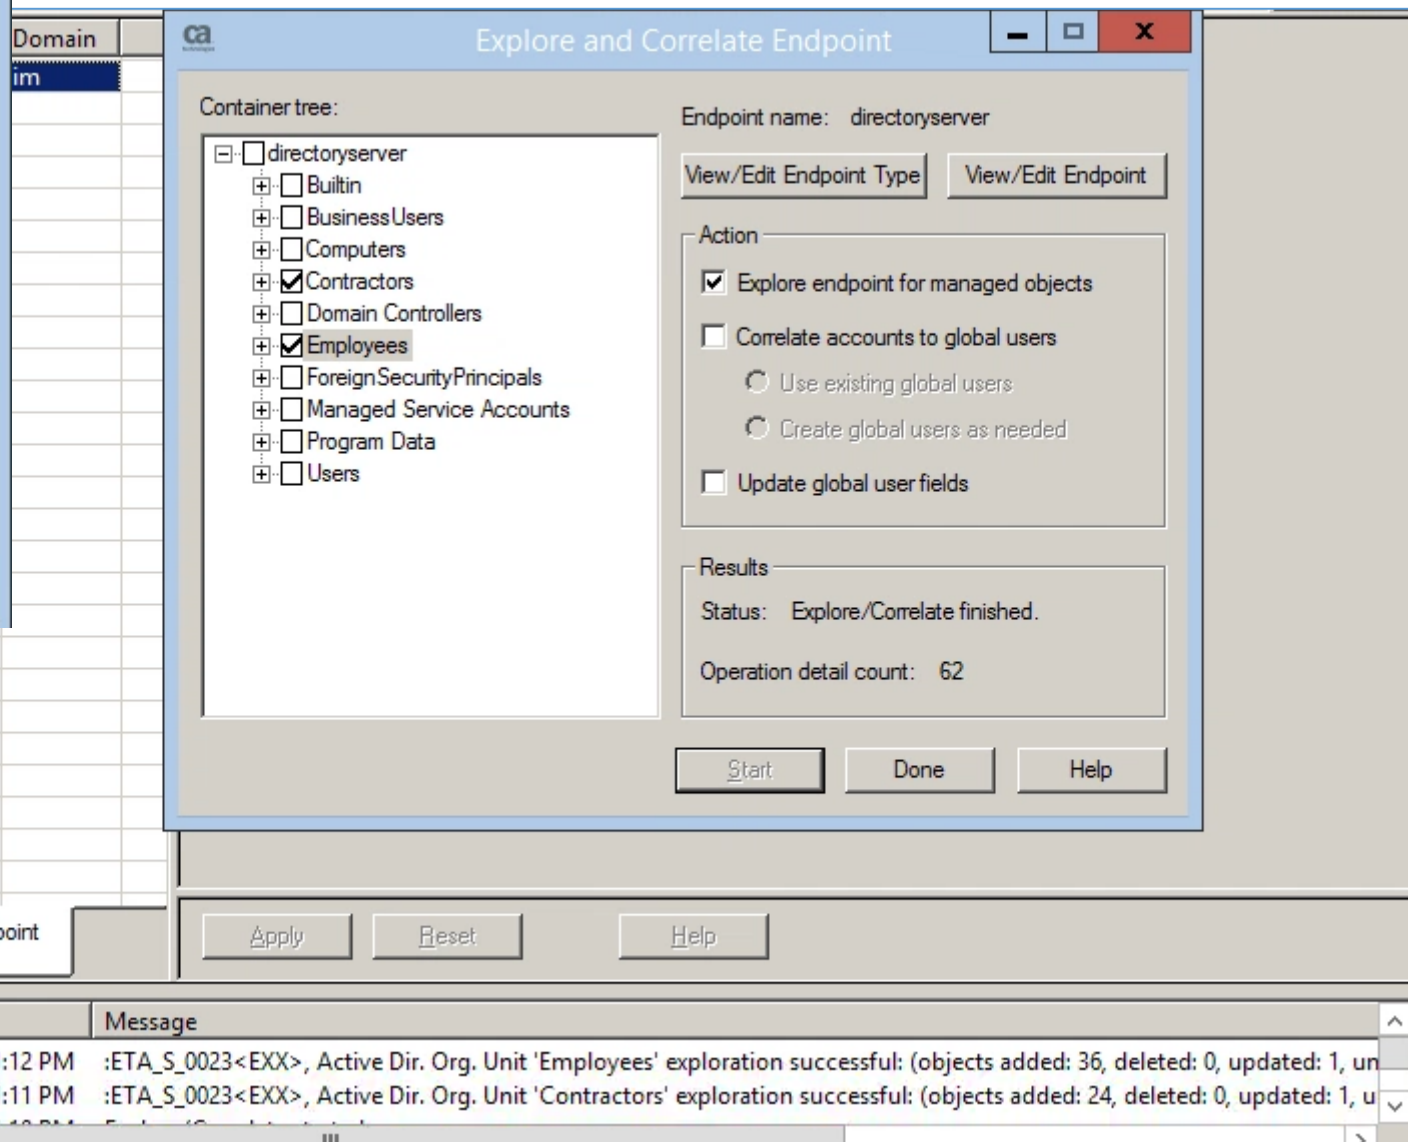 Domain
im
ca
Explore and Correlate Endpoint
X
Container tree:
directoryserver
Builtin
BusinessUsers
Computers
Contractors
Domain Controllers
Employees
ForeignSecurityPrincipals
Managed Service Accounts
Program Data
Users
Endpoint name: directoryserver
View/Edit Endpoint Type
View/Edit Endpoint
Action
Explore endpoint for managed objects
Correlate accounts to global users
Use existing global users
Create global users as needed
Update global user fields
Results
Status: Explore/Correlate finished.
Operation detail count: 62
Start
Done
Help
oint
Apply
Reset
Help
Message
:12 PM :ETA_S_0023<EXX>, Active Dir. Org. Unit 'Employees' exploration successful: (objects added: 36, deleted: 0, updated: 1, un
:11 PM :ETA_S_0023<EXX>, Active Dir. Org. Unit 'Contractors' exploration successful: (objects added: 24, deleted: 0, updated: 1, u